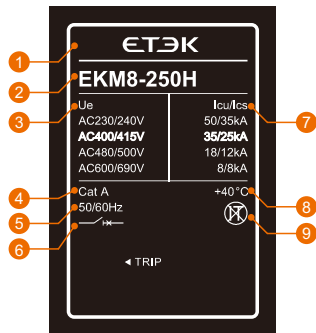 1
ETЭK
2
EKM8-250H
3
Ue
Icu/Ics
7
AC230/240V
50/35kA
AC400/415V
35/25kA
AC480/500V
18/12kA
AC600/690V
8/8kA
4
Cat A
+40°C
8
5
50/60Hz
6
9
◄ TRIP